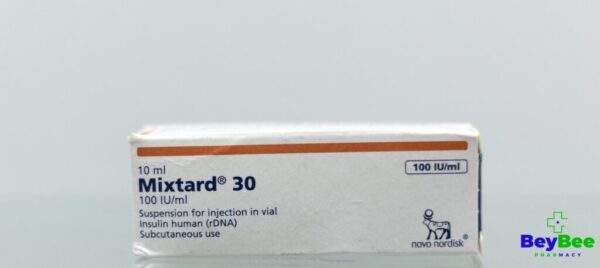 10 ml
100 IU/ml
Mixtard® 30
100 IU/ml
Suspension for injection in vial
Insulin human (rDNA)
Subcutaneous use
novo nordisk®
BeyBee
PHARMACY